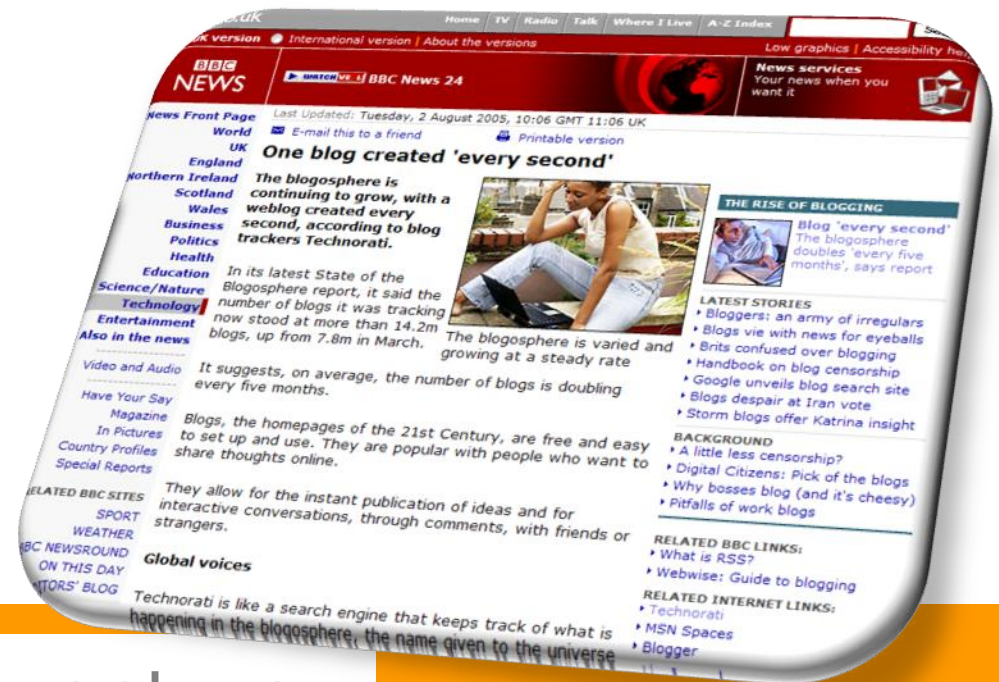 Home TV Radio Talk Where I Live A-Z Index
version International version | About the versions
Low graphics | Accessibility
BBC
NEWS
WATCH BBC News 24
News services
Your news when you
want it
News Front Page
World
UK
England
Northern Ireland
Scotland
Wales
Business
Politics
Health
Education
Science/Nature
Technology
Entertainment
Also in the news
Video and Audio
Have Your Say
Magazine
In Pictures
Country Profiles
Special Reports
RELATED BBC SITES
SPORT
WEATHER
BBC NEWSROUND
ON THIS DAY
EDITORS' BLOG
Last Updated: Tuesday, 2 August 2005, 10:06 GMT 11:06 UK
E-mail this to a friend
Printable version
One blog created 'every second'
The blogosphere is
continuing to grow, with a
weblog created every
second, according to blog
trackers Technorati.
In its latest State of the
Blogosphere report, it said the
number of blogs it was tracking
now stood at more than 14.2m
blogs, up from 7.8m in March.
The blogosphere is varied and
growing at a steady rate
It suggests, on average, the number of blogs is doubling
every five months.
Blogs, the homepages of the 21st Century, are free and easy
to set up and use. They are popular with people who want to
share thoughts online.
They allow for the instant publication of ideas and for
interactive conversations, through comments, with friends or
strangers.
Global voices
Technorati is like a search engine that keeps track of what is
happening in the blogosphere, the name given to the universe
THE RISE OF BLOGGING
Blog 'every second'
The blogosphere
doubles 'every five
months', says report
LATEST STORIES
Bloggers: an army of irregulars
Blogs vie with news for eyeballs
Brits confused over blogging
Handbook on blog censorship
Google unveils blog search site
Blogs despair at Iran vote
Storm blogs offer Katrina insight
BACKGROUND
A little less censorship?
Digital Citizens: Pick of the blogs
Why bosses blog (and it's cheesy)
Pitfalls of work blogs
RELATED BBC LINKS:
What is RSS?
Webwise: Guide to blogging
RELATED INTERNET LINKS:
Technorati
MSN Spaces
Blogger